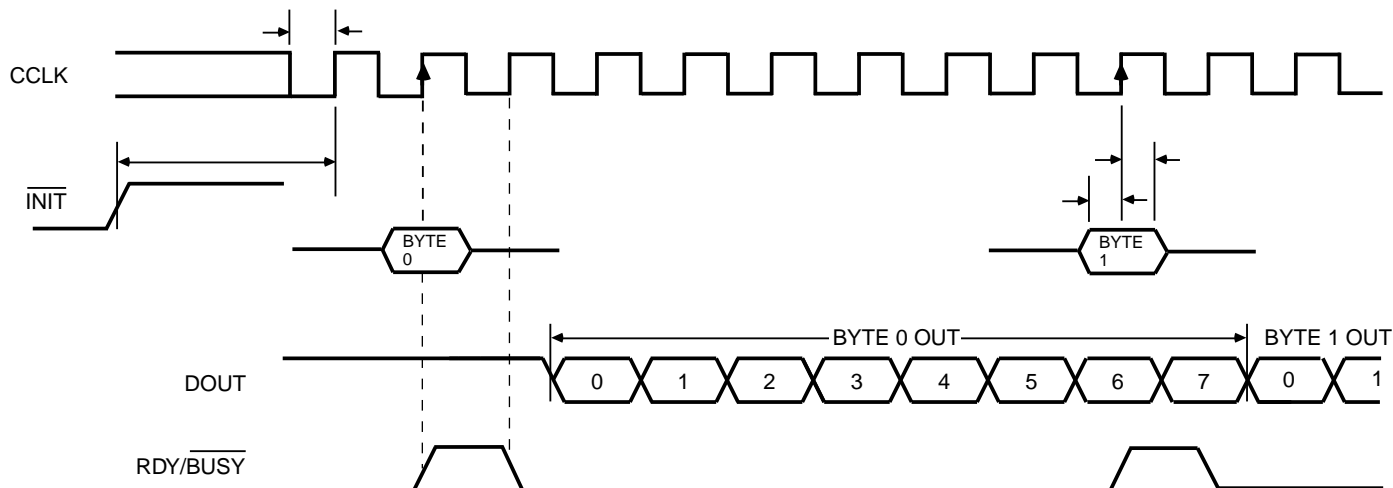 CCLK
INIT
BYTE
0
BYTE
1
BYTE 0 OUT
BYTE 1 OUT
DOUT
0 1 2 3 4 5 6 7 0 1
RDY/BUSY